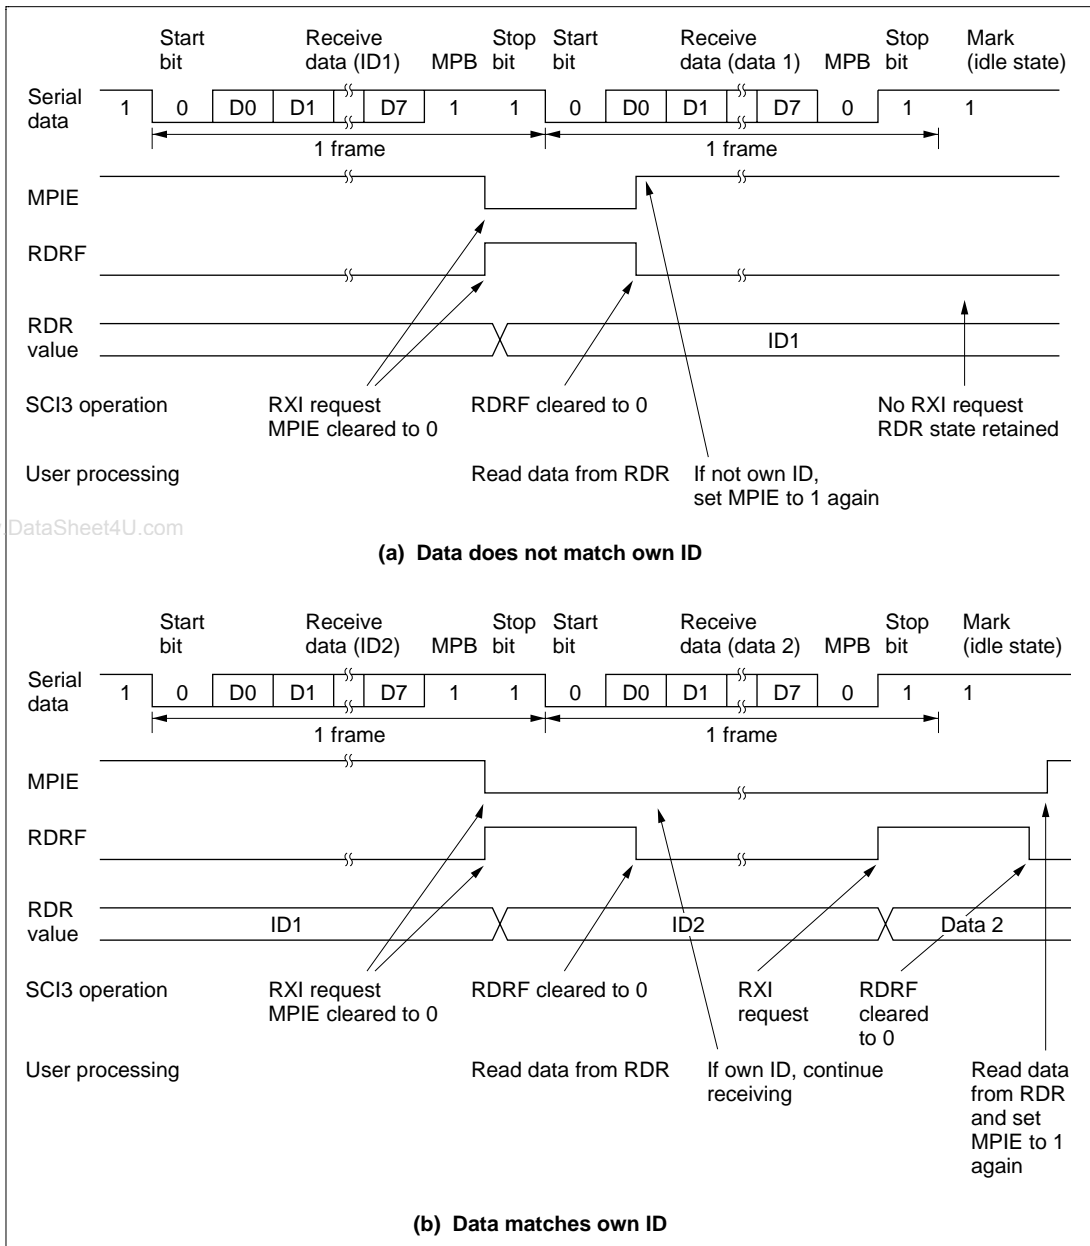 Start Receive Stop Start Receive Stop Mark
bit data (ID1) MPB bit bit data (data 1) MPB bit (idle state)
Serial
data
1 0 D0 D1 D7 1 1 0 D0 D1 D7 0 1 1
1 frame 1 frame
MPIE
RDRF
RDR
value
ID1
SCI3 operation
RXI request
MPIE cleared to 0
RDRF cleared to 0
No RXI request
RDR state retained
User processing
Read data from RDR
If not own ID,
set MPIE to 1 again
.DataSheet4U.com
(a) Data does not match own ID
Start Receive Stop Start Receive Stop Mark
bit data (ID2) MPB bit bit data (data 2) MPB bit (idle state)
Serial
data
1 0 D0 D1 D7 1 1 0 D0 D1 D7 0 1 1
1 frame 1 frame
MPIE
RDRF
RDR
value
ID1 ID2 Data 2
SCI3 operation
RXI request
MPIE cleared to 0
RDRF cleared to 0
RXI
request
RDRF
cleared
to 0
User processing
Read data from RDR
If own ID, continue
receiving
Read data
from RDR
and set
MPIE to 1
again
(b) Data matches own ID